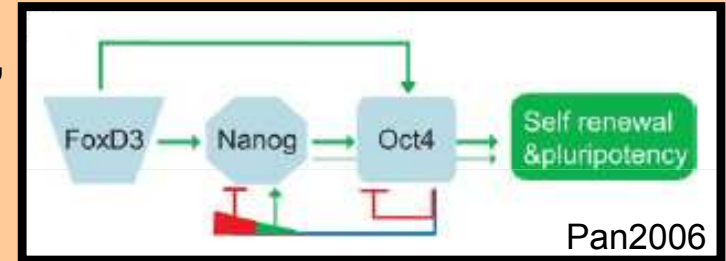 FoxD3
Nanog
Oct4
Self renewal
&pluripotency
Pan2006